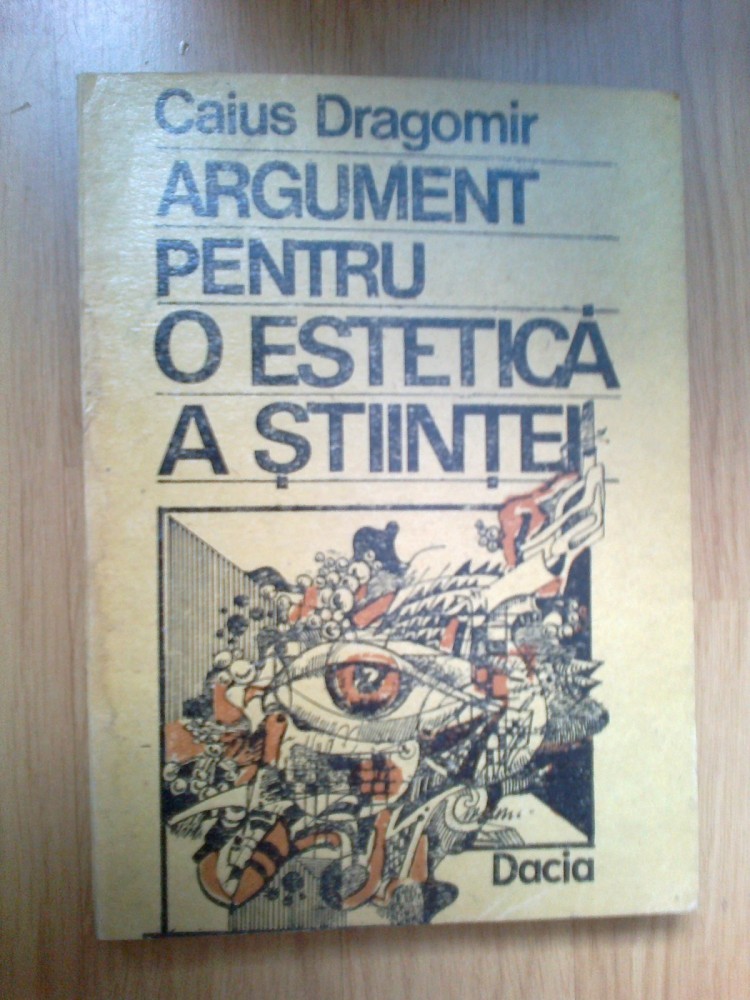 Caius Dragomir
ARGUMENT
PENTRU
O ESTETICĂ
A ȘTIINȚEI
Dacia